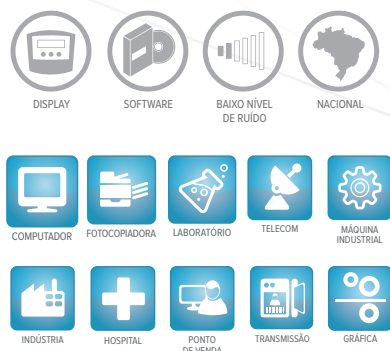 DISPLAY
SOFTWARE
BAIXO NÍVEL
DE RUÍDO
NACIONAL
COMPUTADOR
FOTOCOPIADORA
LABORATÓRIO
TELECOM
MÁQUINA
INDUSTRIAL
INDÚSTRIA
HOSPITAL
PONTO
DE VENDA
TRANSMISSÃO
GRÁFICA